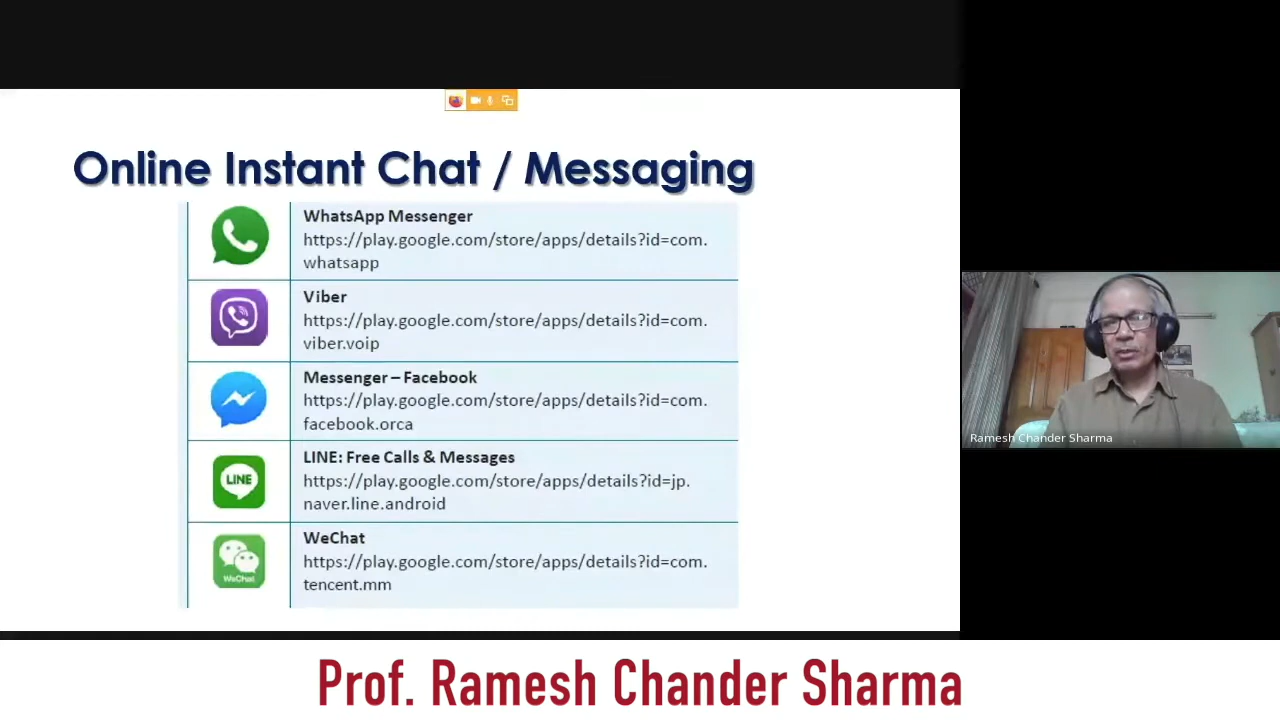 Online Instant Chat / Messaging
WhatsApp Messenger
https://play.google.com/store/apps/details?id=com.
whatsapp
Viber
https://play.google.com/store/apps/details?id=com.
viber.voip
Messenger – Facebook
https://play.google.com/store/apps/details?id=com.
facebook.orca
LINE
LINE: Free Calls & Messages
https://play.google.com/store/apps/details?id=jp.
naver.line.android
WeChat
WeChat
https://play.google.com/store/apps/details?id=com.
tencent.mm
Ramesh Chander Sharma
Prof. Ramesh Chander Sharma